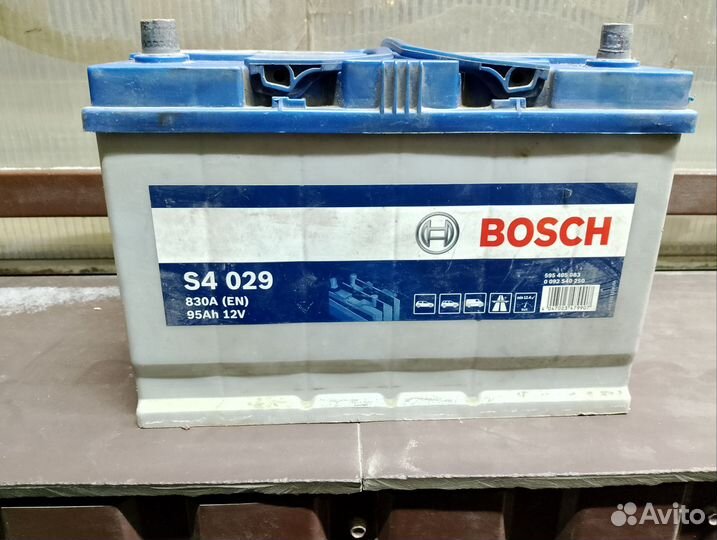 BOSCH
S4 029
830A (EN)
95Ah 12V
595 405 083
0 092 S40 290
Avito